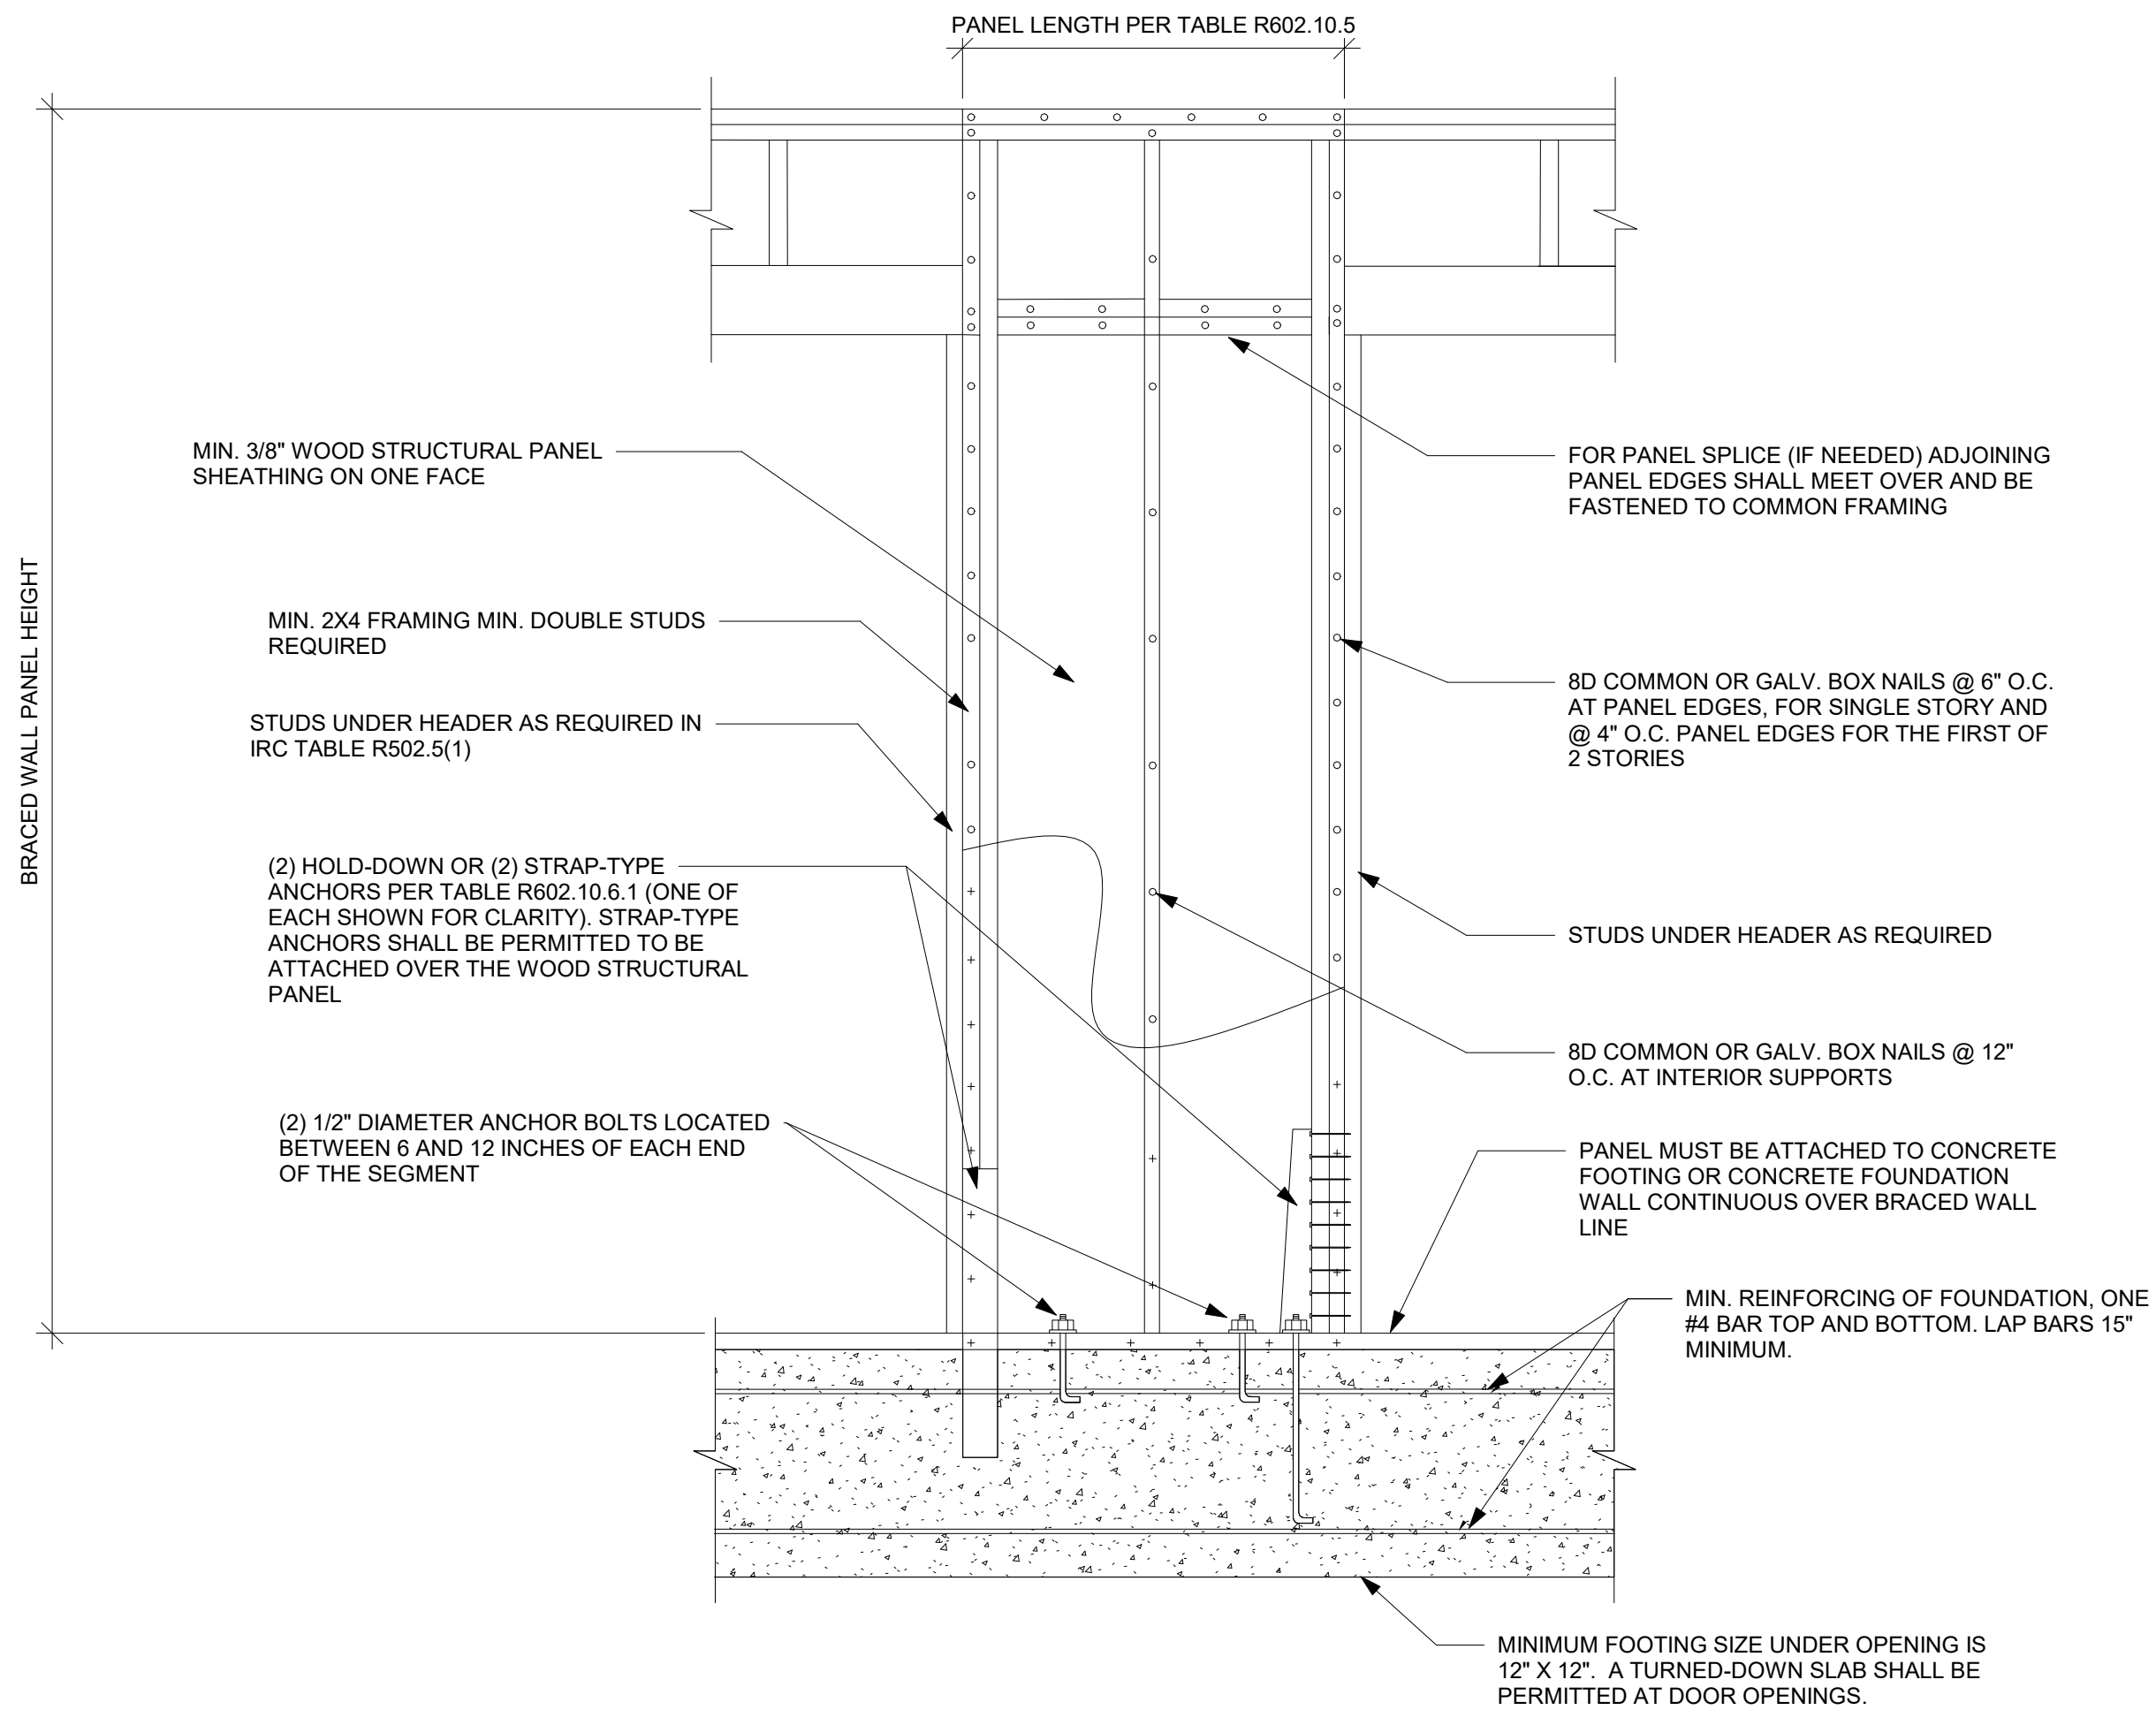 PANEL LENGTH PER TABLE R602.10.5
BRACED WALL PANEL HEIGHT
MIN. 3/8" WOOD STRUCTURAL PANEL
SHEATHING ON ONE FACE
MIN. 2X4 FRAMING MIN. DOUBLE STUDS
REQUIRED
STUDS UNDER HEADER AS REQUIRED IN
IRC TABLE R502.5(1)
(2) HOLD-DOWN OR (2) STRAP-TYPE
ANCHORS PER TABLE R602.10.6.1 (ONE OF
EACH SHOWN FOR CLARITY). STRAP-TYPE
ANCHORS SHALL BE PERMITTED TO BE
ATTACHED OVER THE WOOD STRUCTURAL
PANEL
(2) 1/2" DIAMETER ANCHOR BOLTS LOCATED
BETWEEN 6 AND 12 INCHES OF EACH END
OF THE SEGMENT
FOR PANEL SPLICE (IF NEEDED) ADJOINING
PANEL EDGES SHALL MEET OVER AND BE
FASTENED TO COMMON FRAMING
8D COMMON OR GALV. BOX NAILS @ 6" O.C.
AT PANEL EDGES, FOR SINGLE STORY AND
@ 4" O.C. PANEL EDGES FOR THE FIRST OF
2 STORIES
STUDS UNDER HEADER AS REQUIRED
8D COMMON OR GALV. BOX NAILS @ 12"
O.C. AT INTERIOR SUPPORTS
PANEL MUST BE ATTACHED TO CONCRETE
FOOTING OR CONCRETE FOUNDATION
WALL CONTINUOUS OVER BRACED WALL
LINE
MIN. REINFORCING OF FOUNDATION, ONE
#4 BAR TOP AND BOTTOM. LAP BARS 15"
MINIMUM.
MINIMUM FOOTING SIZE UNDER OPENING IS
12" X 12".  A TURNED-DOWN SLAB SHALL BE
PERMITTED AT DOOR OPENINGS.